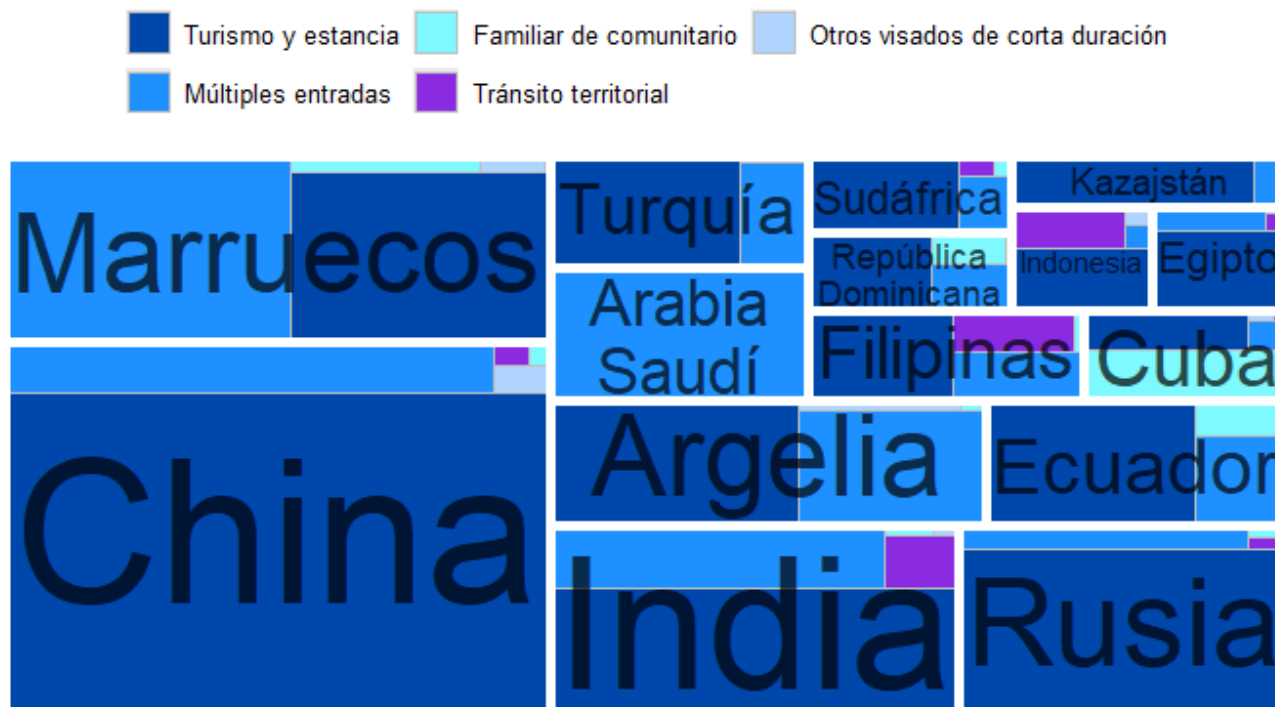 Turismo y estancia Familiar de comunitario Otros visados de corta duración
Múltiples entradas Tránsito territorial
Marruecos
China
Turquía
Arabia
Saudí
Sudáfrica
República
Dominicana
Kazajstán
Indonesia
Egipto
Filipinas
Cuba
Argelia
Ecuador
India
Rusia